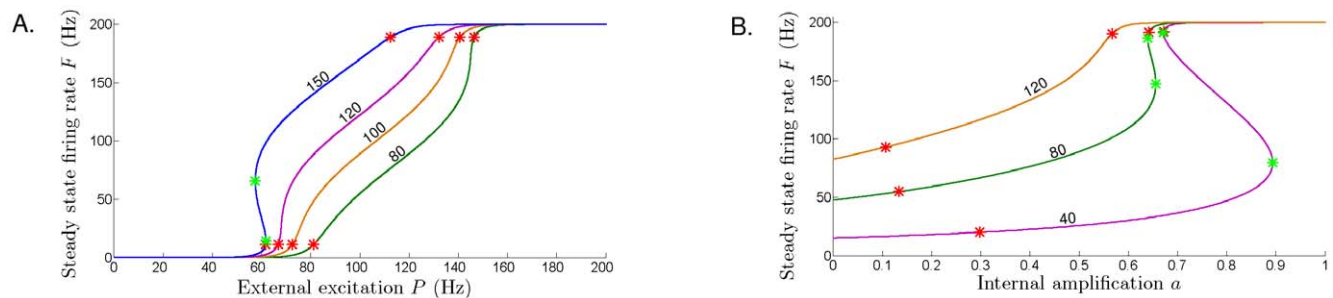 A.
Steady state firing rate F (Hz)
200
150
100
50
0
150
120
100
80
0 20 40 60 80 100 120 140 160 180 200
External excitation P (Hz)
B.
Steady state firing rate F (Hz)
200
150
100
50
0
120
80
40
0 0.1 0.2 0.3 0.4 0.5 0.6 0.7 0.8 0.9 1
Internal amplification a